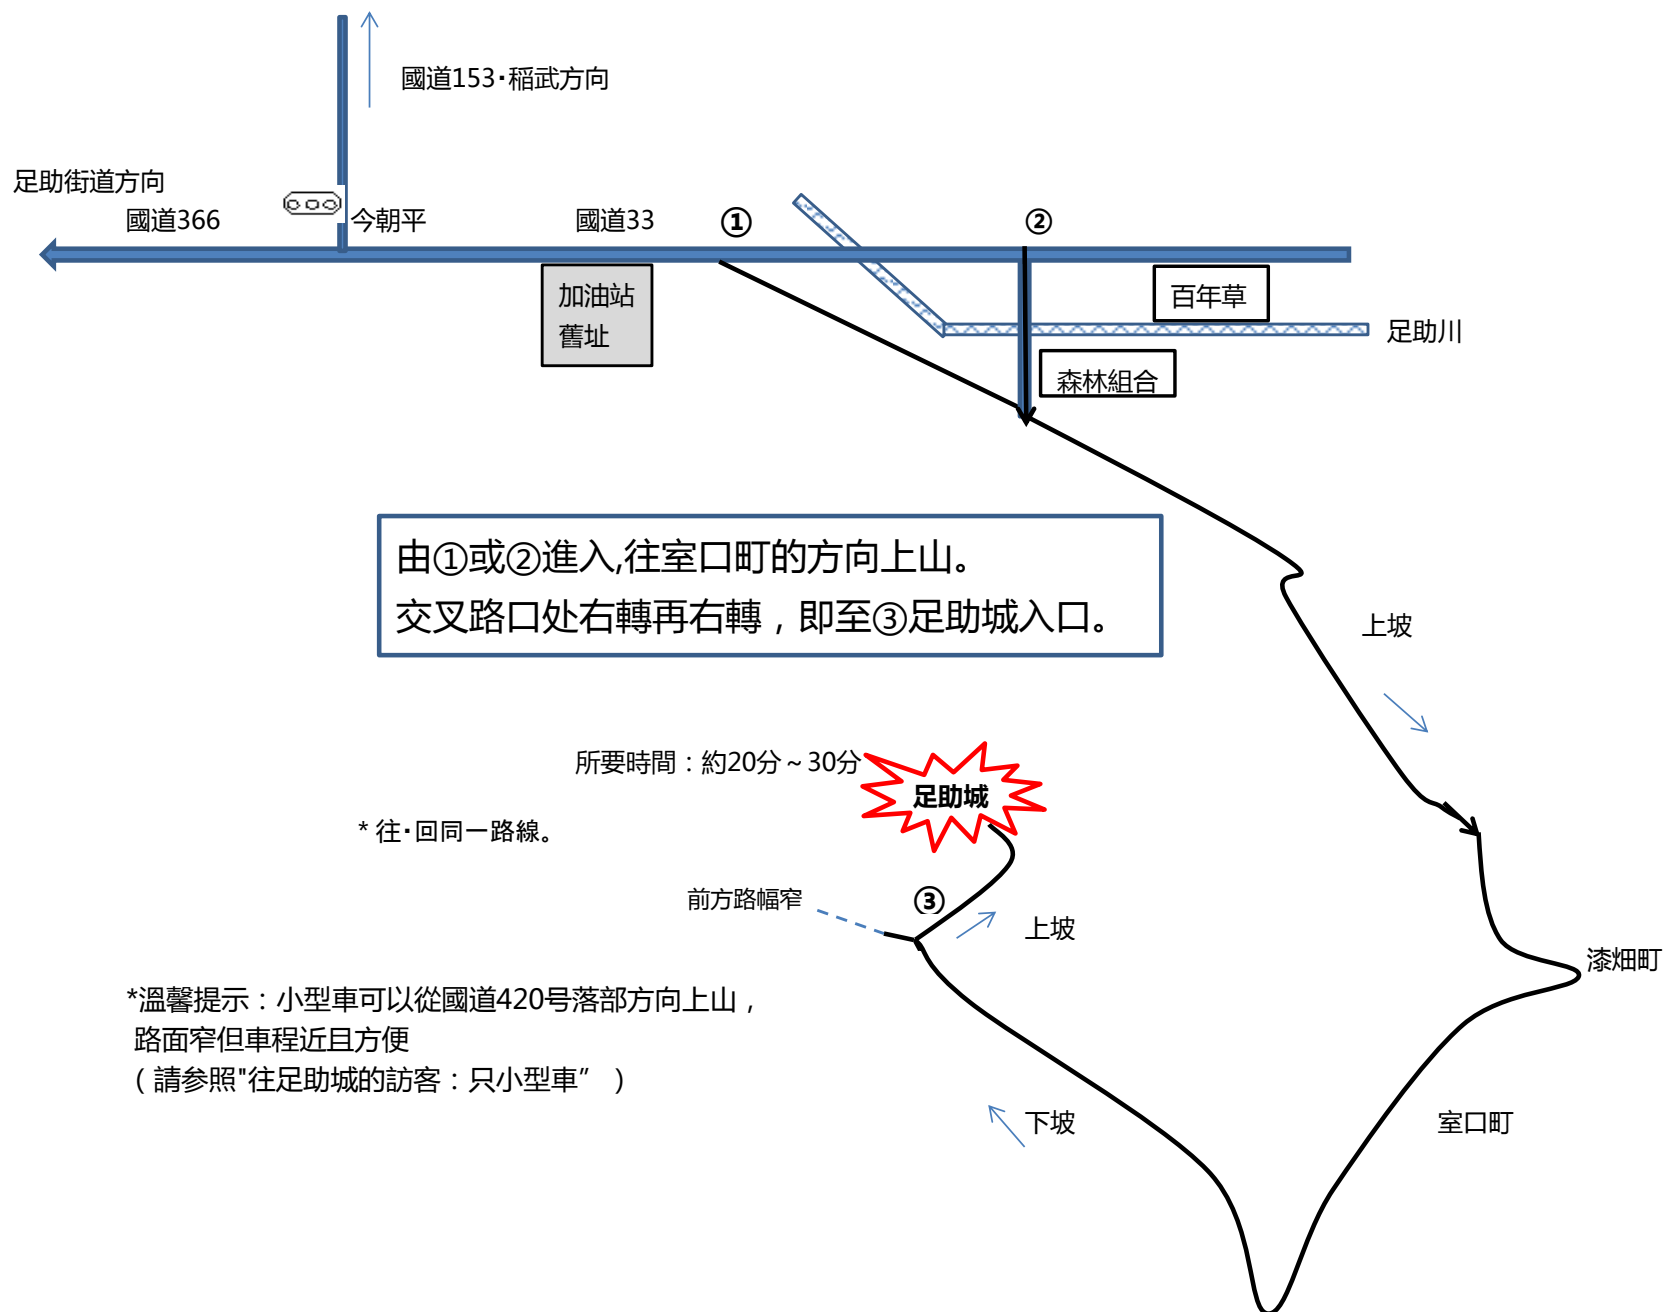 國道153・稲武方向
足助街道方向
國道366
今朝平
國道33
①
②
加油站
舊址
百年草
足助川
森林組合
由①或②進入,往室口町的方向上山。
交叉路口处右轉再右轉，即至③足助城入口。
上坡
所要時間：約20分～30分
足助城
* 往・回同一路線。
前方路幅窄
③
上坡
漆畑町
*溫馨提示：小型車可以從國道420号落部方向上山，
路面窄但車程近且方便
（請参照"往足助城的訪客：只小型車”）
下坡
室口町